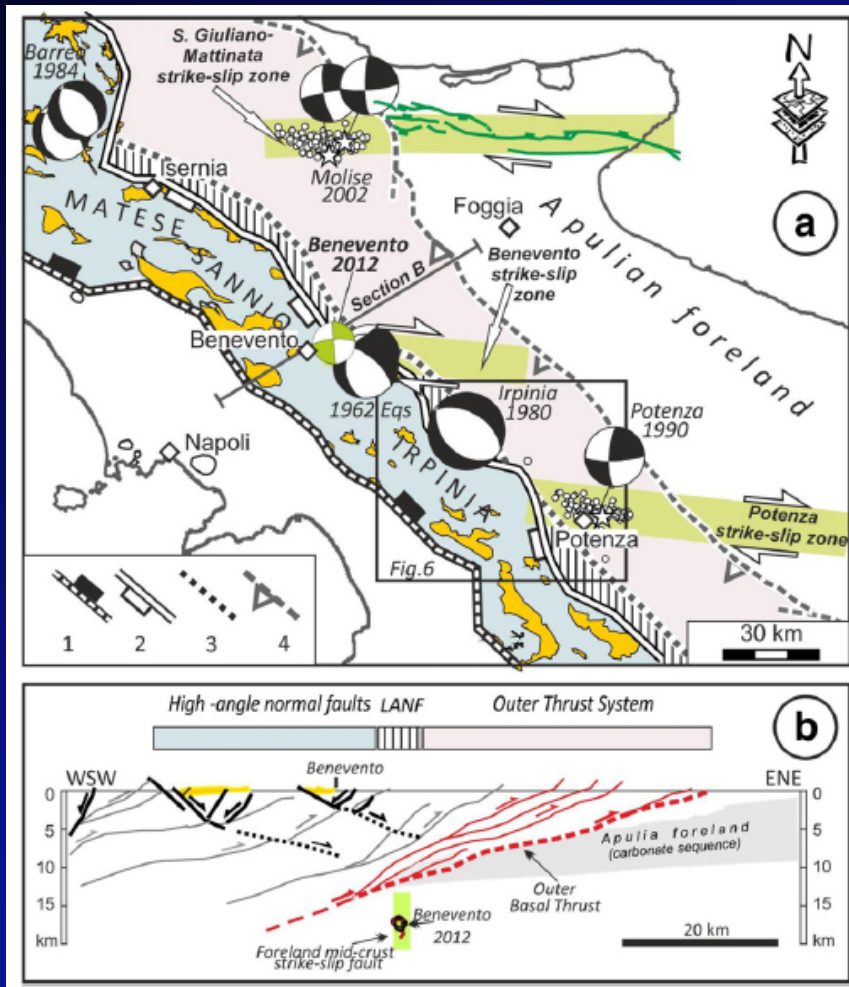 Barrea
1984
S. Giuliano-
Mattinata
strike-slip
zone
N
Isernia
Molise
2002
Foggia
a
Apulian foreland
MATESE
SANNIO
Benevento
2012
Section B
Benevento
strike-slip
zone
Benevento
1962 Eqs
Irpinia
1980
Potenza
1990
Napoli
IRPINIA
Potenza
Potenza
strike-slip
zone
Fig.6
1 2 3 4
30 km
High -angle normal faults LANF Outer Thrust System
b
WSW Benevento ENE
0 0
5 5
10 10
15 15
km km
Apulia foreland
(carbonate sequence)
Outer
Basal Thrust
Benevento
2012
Foreland mid-crust
strike-slip fault
20 km